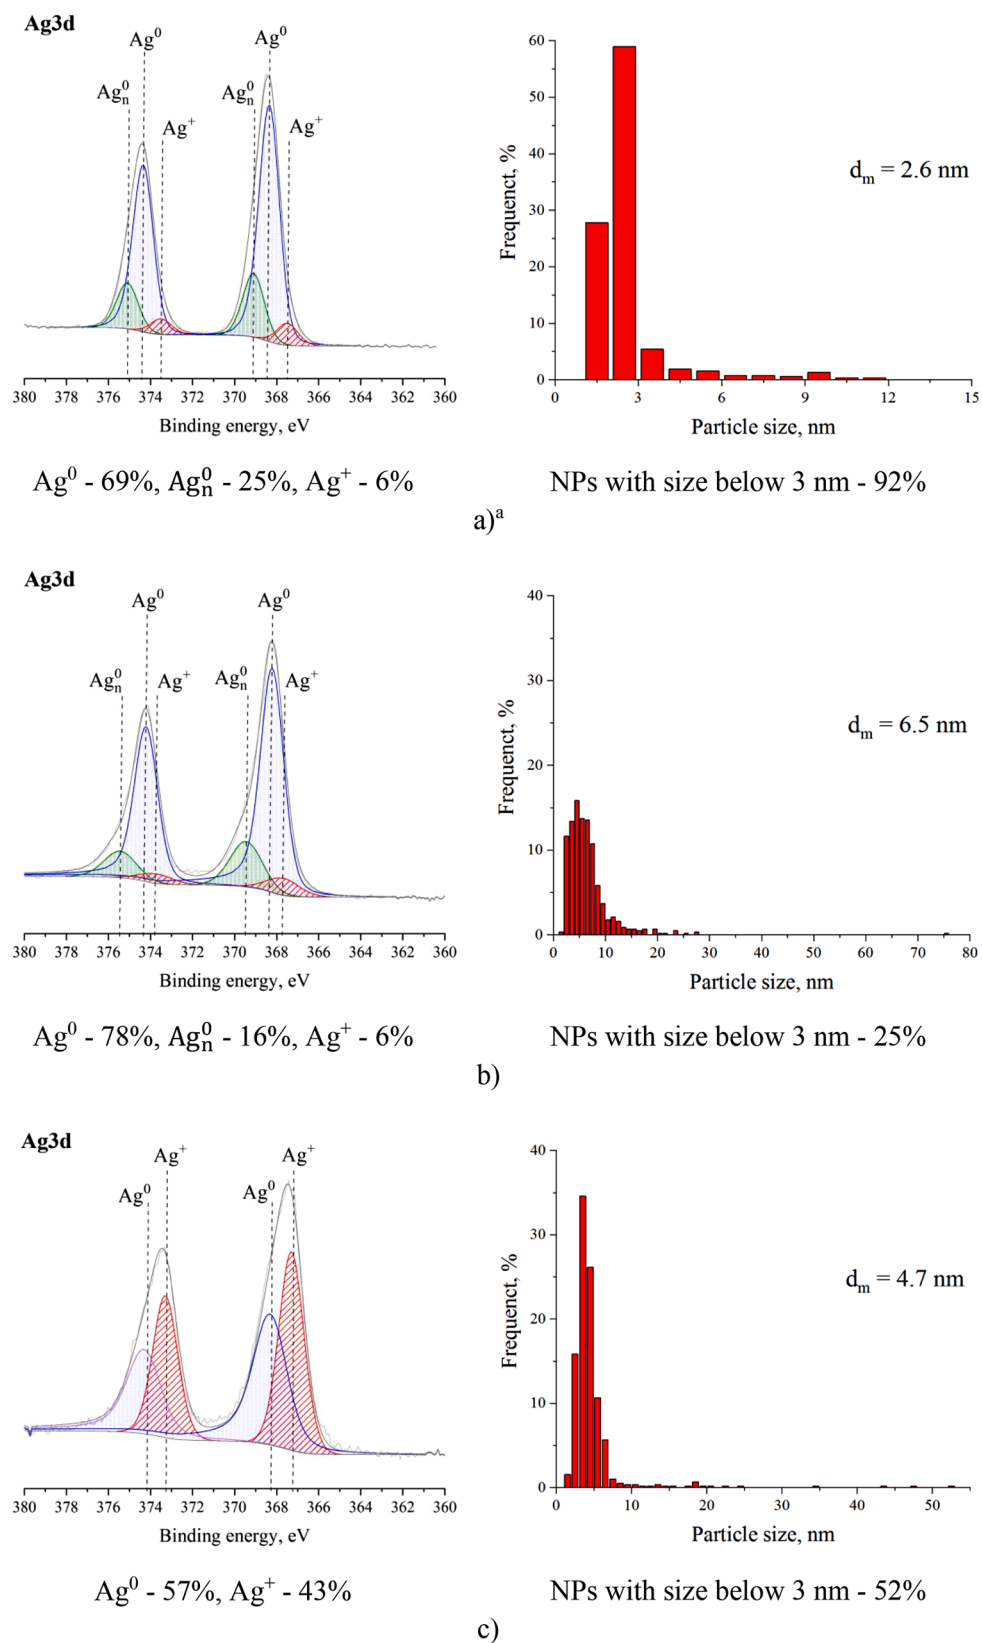 Ag3d
Ag⁰ Ag⁰
Agₙ⁰ Agₙ⁰
Ag⁺ Ag⁺
380 378 376 374 372 370 368 366 364 362 360
Binding energy, eV
60
50
40
30
20
10
0
Frequenct, %
dₘ = 2.6 nm
0 3 6 9 12 15
Particle size, nm
Ag⁰ - 69%, Agₙ⁰ - 25%, Ag⁺ - 6%
NPs with size below 3 nm - 92%
a)ᵃ
Ag3d
Ag⁰ Ag⁰
Agₙ⁰ Ag⁺ Agₙ⁰ Ag⁺
380 378 376 374 372 370 368 366 364 362 360
Binding energy, eV
40
30
20
10
0
Frequenct, %
dₘ = 6.5 nm
0 10 20 30 40 50 60 70 80
Particle size, nm
Ag⁰ - 78%, Agₙ⁰ - 16%, Ag⁺ - 6%
NPs with size below 3 nm - 25%
b)
Ag3d
Ag⁺ Ag⁺
Ag⁰ Ag⁰
380 378 376 374 372 370 368 366 364 362 360
Binding energy, eV
40
30
20
10
0
Frequenct, %
dₘ = 4.7 nm
0 10 20 30 40 50
Particle size, nm
Ag⁰ - 57%, Ag⁺ - 43%
NPs with size below 3 nm - 52%
c)